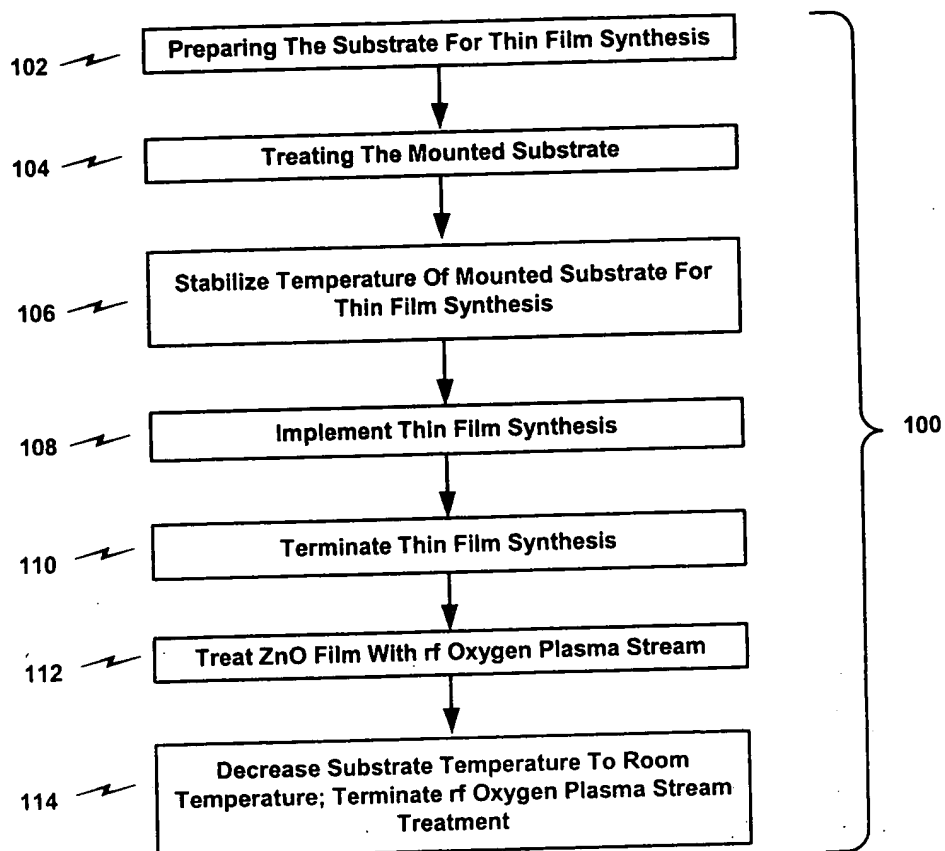 102
Preparing The Substrate For Thin Film Synthesis
104
Treating The Mounted Substrate
106
Stabilize Temperature Of Mounted Substrate For
Thin Film Synthesis
108
Implement Thin Film Synthesis
100
110
Terminate Thin Film Synthesis
112
Treat ZnO Film With rf Oxygen Plasma Stream
114
Decrease Substrate Temperature To Room
Temperature; Terminate rf Oxygen Plasma Stream
Treatment